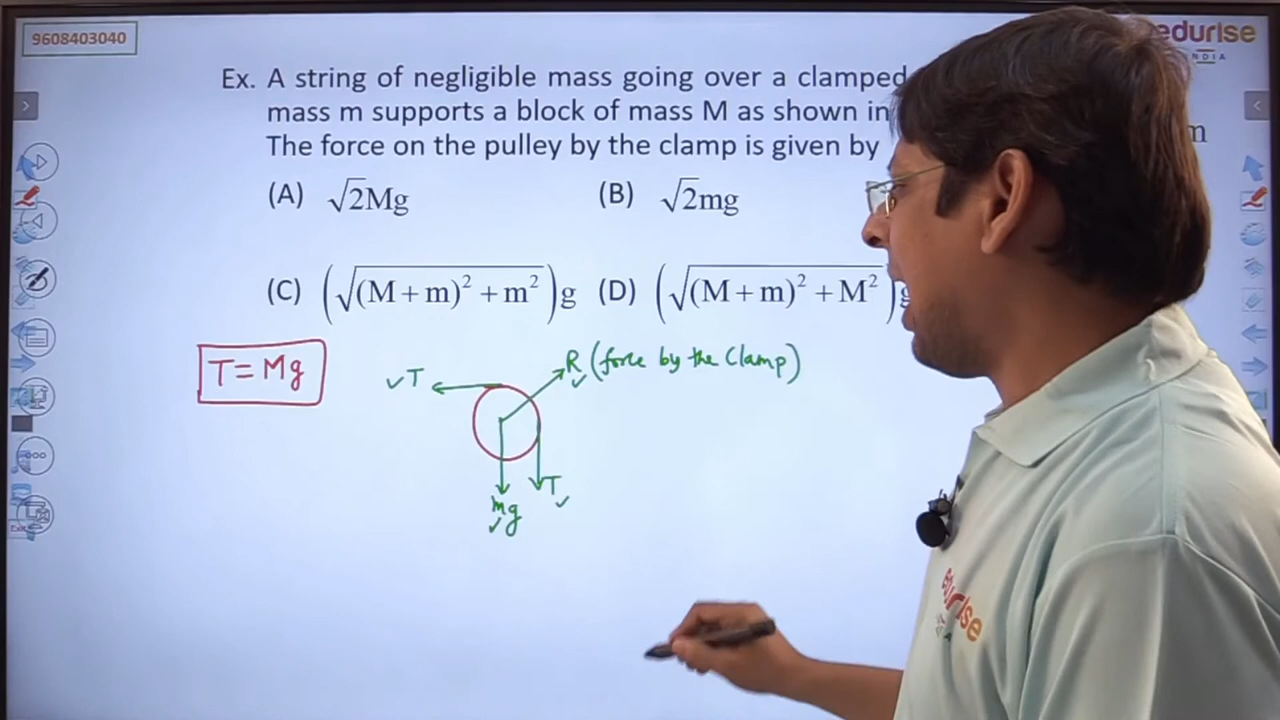 9608403040
edurise
INDIA
Ex. A string of negligible mass going over a clamped
mass m supports a block of mass M as shown in
The force on the pulley by the clamp is given by
m
(A) √2Mg (B) √2mg
(C) (√(M+m)² + m²)g (D) (√(M+m)² + M²)g
T = Mg
✓T
R (force by the Clamp)
✓
T
✓
Mg
✓
edurise